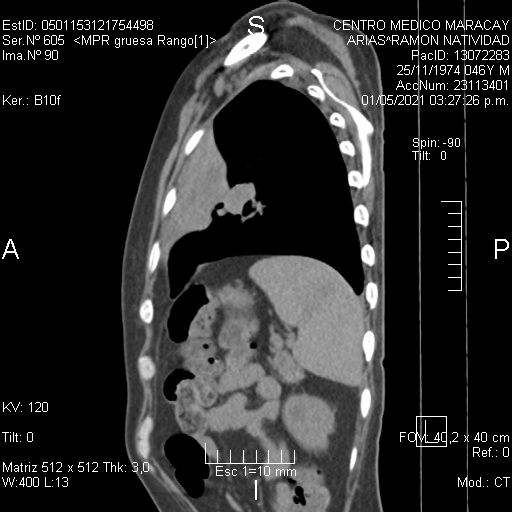 EstID: 0501153121754498
Ser.Nº 605 <MPR gruesa Rango[1]>
Ima.Nº 90
Ker.: B10f
S
CENTRO MEDICO MARACAY
ARIAS^RAMON NATIVIDAD
PacID: 13072283
25/11/1974 046Y M
AccNum: 23113401
01/05/2021 03:27:26 p.m.
Spin: -90
Tilt: 0
A
P
KV: 120
Tilt: 0
Matriz 512 x 512 Thk: 3,0
W:400 L:13
Esc 1=10 mm
I
FOV: 40,2 x 40 cm
Ref.: 0
Mod.: CT